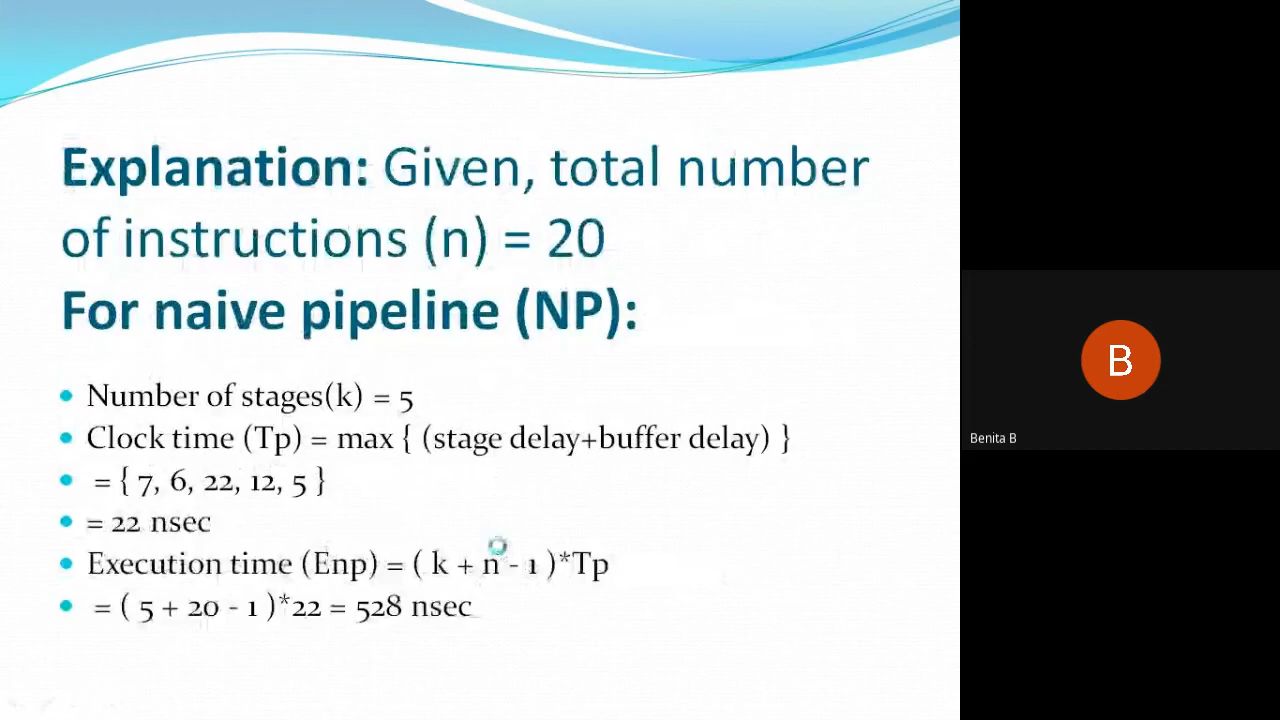 Explanation: Given, total number
of instructions (n) = 20
For naive pipeline (NP):
Number of stages(k) = 5
Clock time (Tp) = max { (stage delay+buffer delay) }
= { 7, 6, 22, 12, 5 }
= 22 nsec
Execution time (Enp) = ( k + n - 1 )*Tp
= ( 5 + 20 - 1 )*22 = 528 nsec
B
Benita B